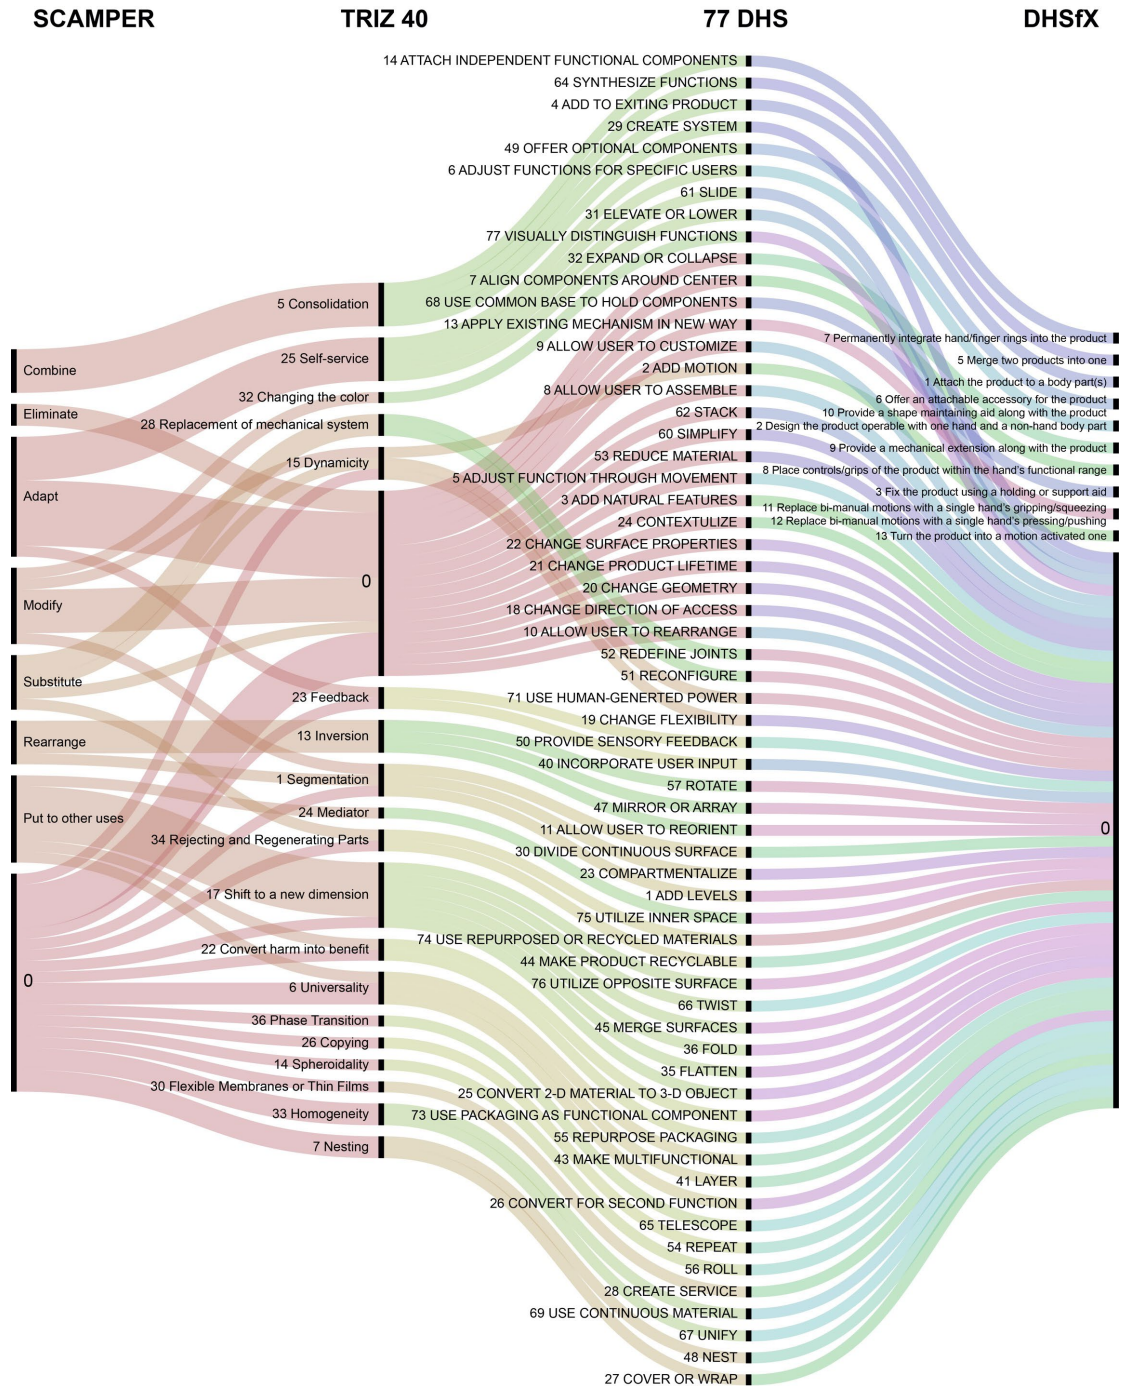 SCAMPER
TRIZ 40
77 DHS
DHSfX
Combine
Eliminate
Adapt
Modify
Substitute
Rearrange
Put to other uses
0
5 Consolidation
25 Self-service
32 Changing the color
28 Replacement of mechanical system
15 Dynamicity
0
23 Feedback
13 Inversion
1 Segmentation
24 Mediator
34 Rejecting and Regenerating Parts
17 Shift to a new dimension
22 Convert harm into benefit
6 Universality
36 Phase Transition
26 Copying
14 Spheroidality
30 Flexible Membranes or Thin Films
33 Homogeneity
7 Nesting
14 ATTACH INDEPENDENT FUNCTIONAL COMPONENTS
64 SYNTHESIZE FUNCTIONS
4 ADD TO EXITING PRODUCT
29 CREATE SYSTEM
49 OFFER OPTIONAL COMPONENTS
6 ADJUST FUNCTIONS FOR SPECIFIC USERS
61 SLIDE
31 ELEVATE OR LOWER
77 VISUALLY DISTINGUISH FUNCTIONS
32 EXPAND OR COLLAPSE
7 ALIGN COMPONENTS AROUND CENTER
68 USE COMMON BASE TO HOLD COMPONENTS
13 APPLY EXISTING MECHANISM IN NEW WAY
9 ALLOW USER TO CUSTOMIZE
2 ADD MOTION
8 ALLOW USER TO ASSEMBLE
62 STACK
60 SIMPLIFY
53 REDUCE MATERIAL
5 ADJUST FUNCTION THROUGH MOVEMENT
3 ADD NATURAL FEATURES
24 CONTEXTULIZE
22 CHANGE SURFACE PROPERTIES
21 CHANGE PRODUCT LIFETIME
20 CHANGE GEOMETRY
18 CHANGE DIRECTION OF ACCESS
10 ALLOW USER TO REARRANGE
52 REDEFINE JOINTS
51 RECONFIGURE
71 USE HUMAN-GENERTED POWER
19 CHANGE FLEXIBILITY
50 PROVIDE SENSORY FEEDBACK
40 INCORPORATE USER INPUT
57 ROTATE
47 MIRROR OR ARRAY
11 ALLOW USER TO REORIENT
30 DIVIDE CONTINUOUS SURFACE
23 COMPARTMENTALIZE
1 ADD LEVELS
75 UTILIZE INNER SPACE
74 USE REPURPOSED OR RECYCLED MATERIALS
44 MAKE PRODUCT RECYCLABLE
76 UTILIZE OPPOSITE SURFACE
66 TWIST
45 MERGE SURFACES
36 FOLD
35 FLATTEN
25 CONVERT 2-D MATERIAL TO 3-D OBJECT
73 USE PACKAGING AS FUNCTIONAL COMPONENT
55 REPURPOSE PACKAGING
43 MAKE MULTIFUNCTIONAL
41 LAYER
26 CONVERT FOR SECOND FUNCTION
65 TELESCOPE
54 REPEAT
56 ROLL
28 CREATE SERVICE
69 USE CONTINUOUS MATERIAL
67 UNIFY
48 NEST
27 COVER OR WRAP
7 Permanently integrate hand/finger rings into the product
5 Merge two products into one
1 Attach the product to a body part(s)
6 Offer an attachable accessory for the product
10 Provide a shape maintaining aid along with the product
2 Design the product operable with one hand and a non-hand body part
9 Provide a mechanical extension along with the product
8 Place controls/grips of the product within the hand's functional range
3 Fix the product using a holding or support aid
11 Replace bi-manual motions with a single hand's gripping/squeezing
12 Replace bi-manual motions with a single hand's pressing/pushing
13 Turn the product into a motion activated one
0